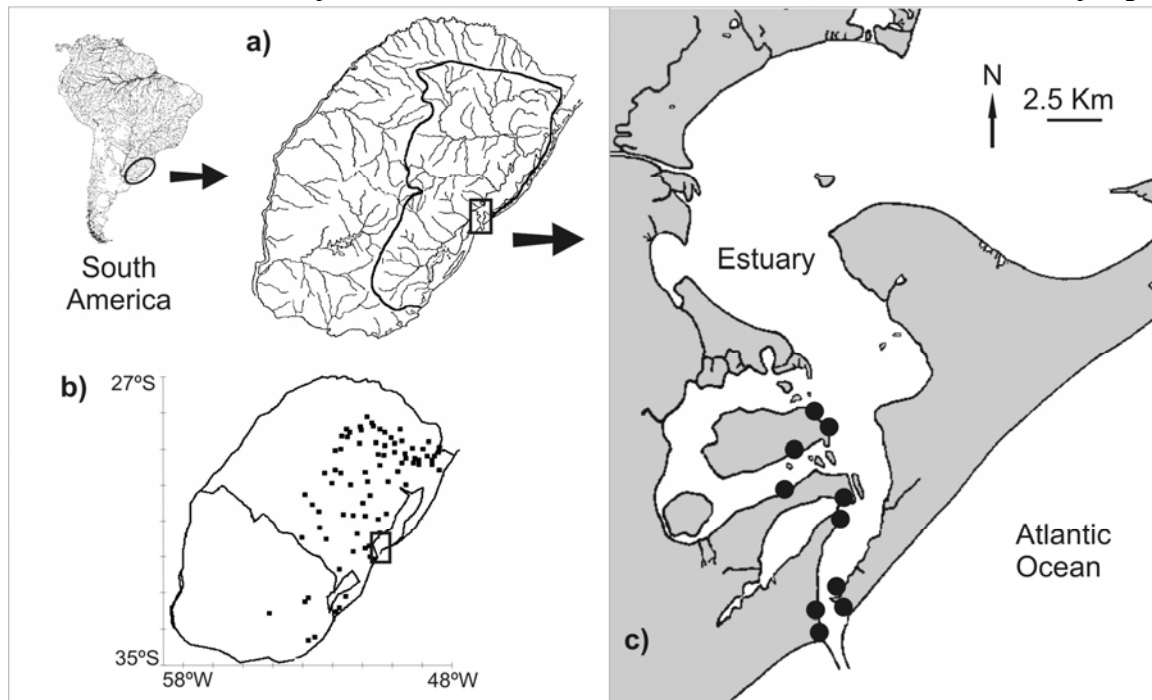 a)
South
America
b)
27ºS
35ºS
58ºW
48ºW
N
2.5 Km
Estuary
Atlantic
Ocean
c)